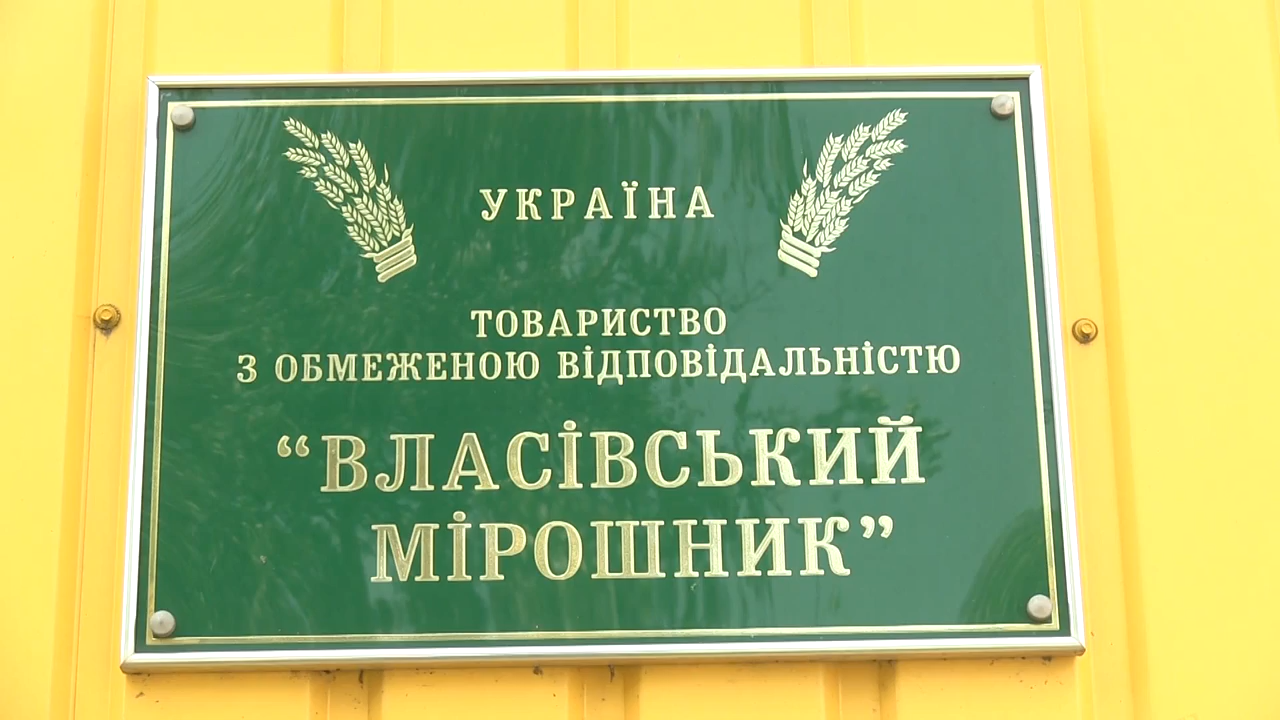 УКРАЇНА
ТОВАРИСТВО
З ОБМЕЖЕНОЮ ВІДПОВІДАЛЬНІСТЮ
“ВЛАСІВСЬКИЙ
МІРОШНИК”